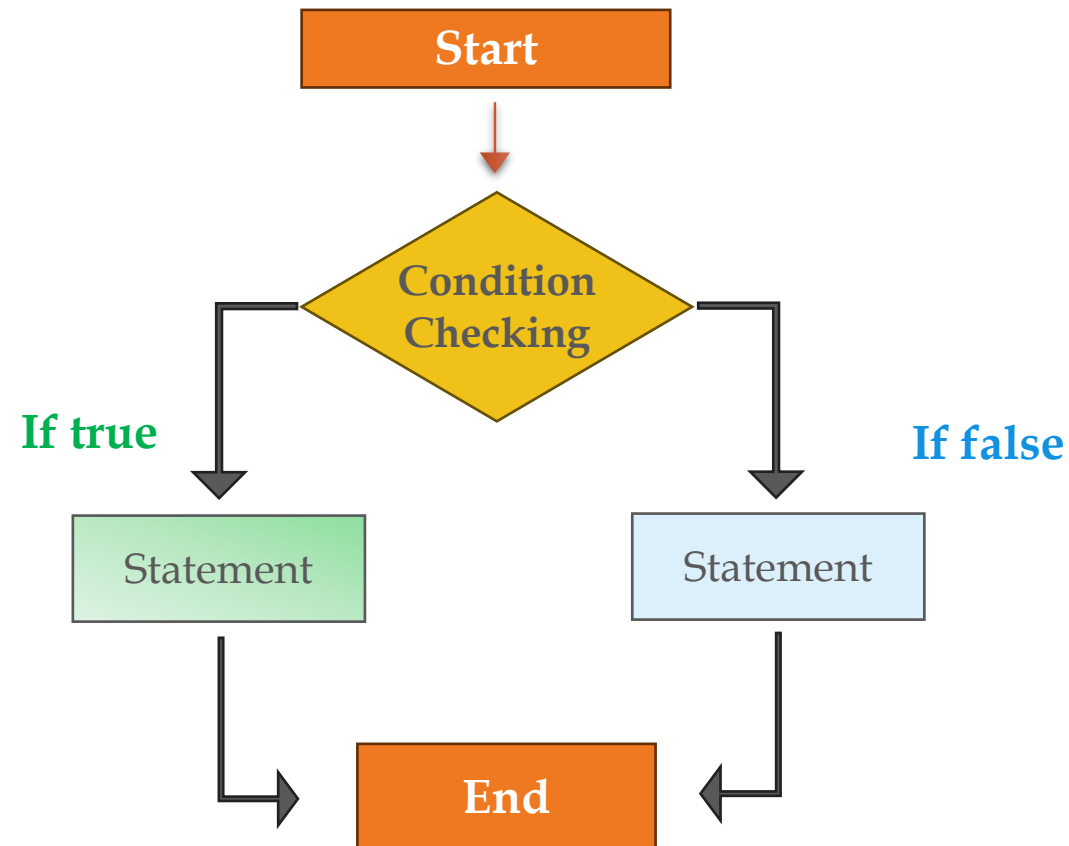 Start
Condition
Checking
If true
If false
Statement
Statement
End